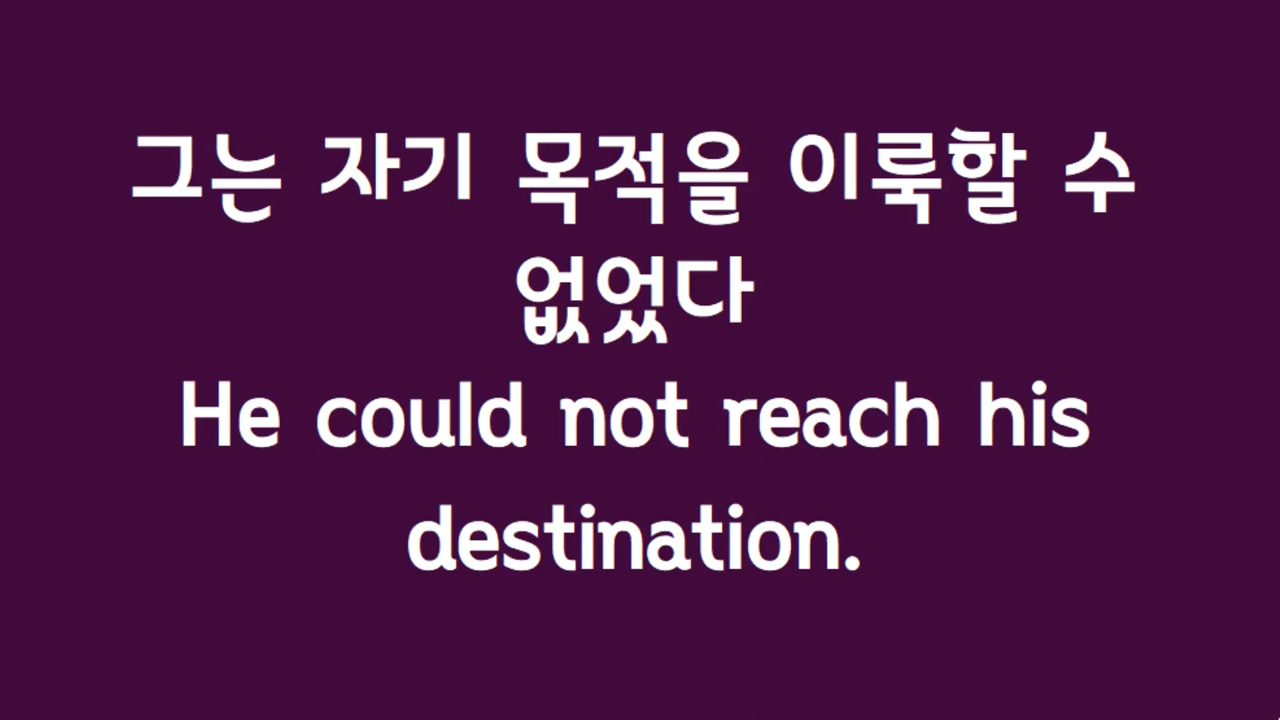 그는 자기 목적을 이룩할 수
없었다
He could not reach his
destination.